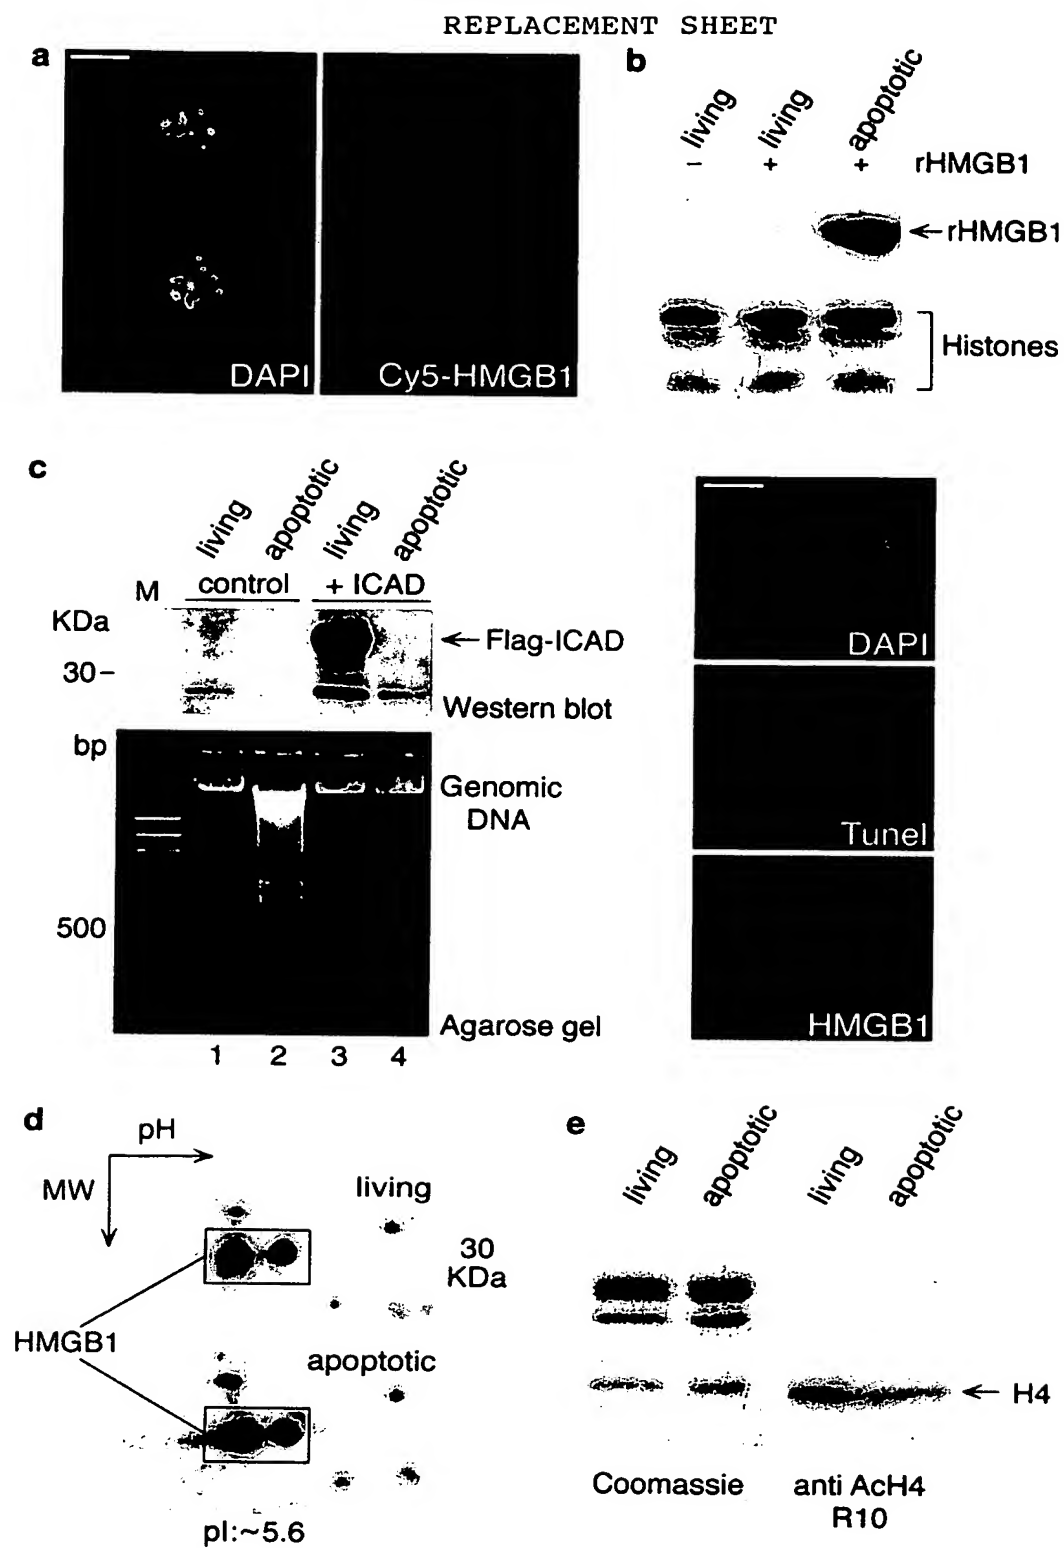 REPLACEMENT SHEET
a
DAPI
Cy5-HMGB1
b
living
living
apoptotic
- + + rHMGB1
←rHMGB1
Histones
c
living
apoptotic
living
apoptotic
M control + ICAD
KDa
30-
← Flag-ICAD
Western blot
bp
Genomic
DNA
500
Agarose gel
1 2 3 4
DAPI
Tunel
HMGB1
d
pH
MW
living
30
KDa
HMGB1
apoptotic
pI:~5.6
e
living
apoptotic
living
apoptotic
← H4
Coomassie
anti AcH4
R10